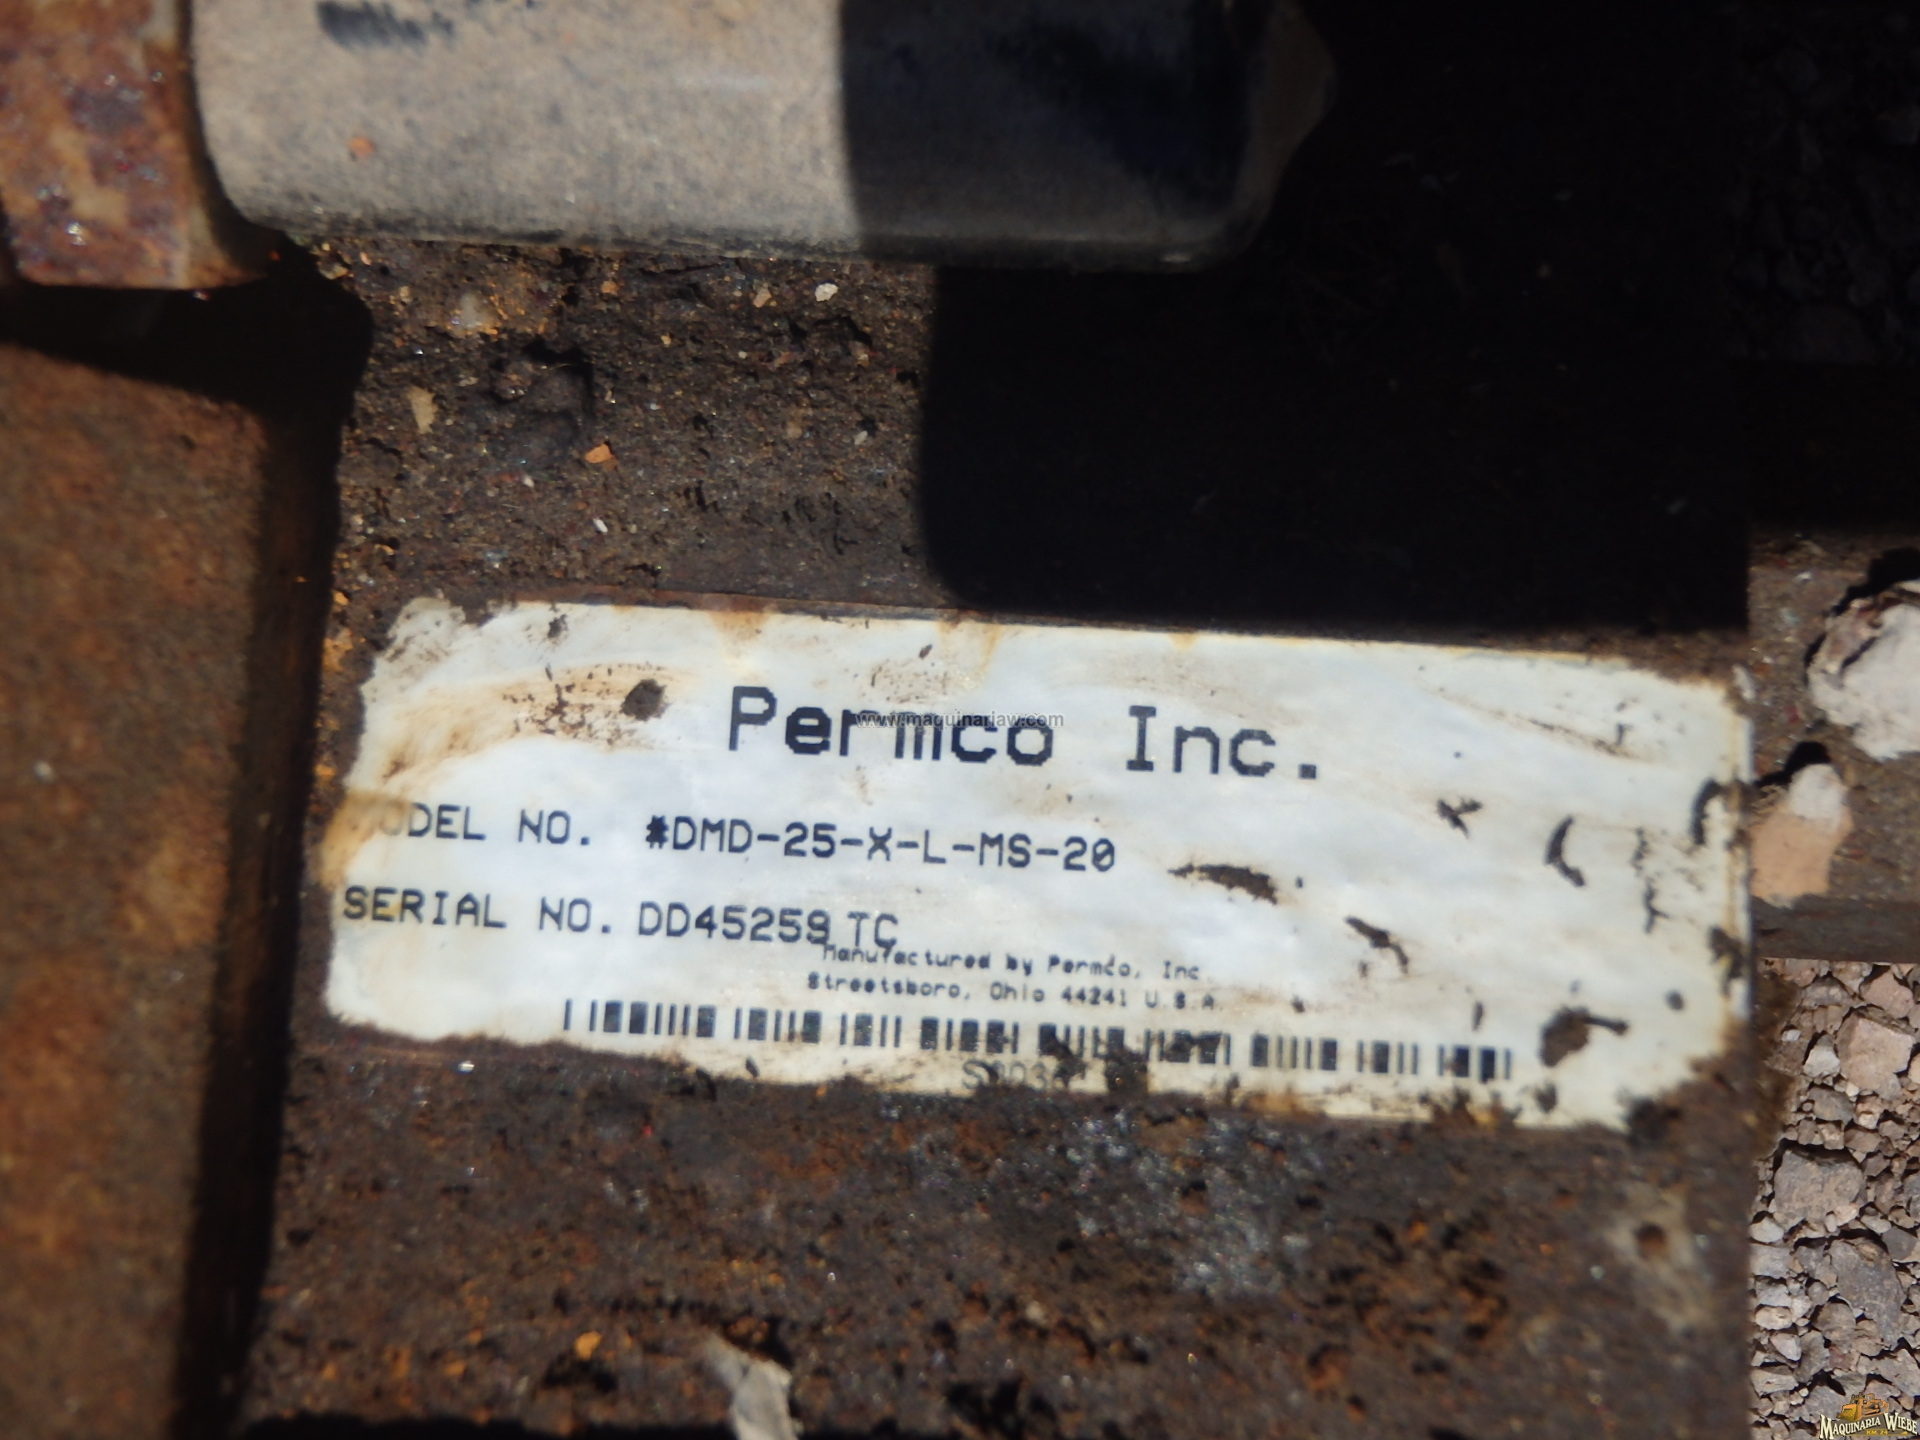 Permco Inc.
www.maquinariaw.com
MODEL NO. #DMD-25-X-L-MS-20
SERIAL NO. DD45259 TC
Manufactured by Permco, Inc.
Streetsboro, Ohio 44241 U.S.A.
MAQUINARIA WIEBE